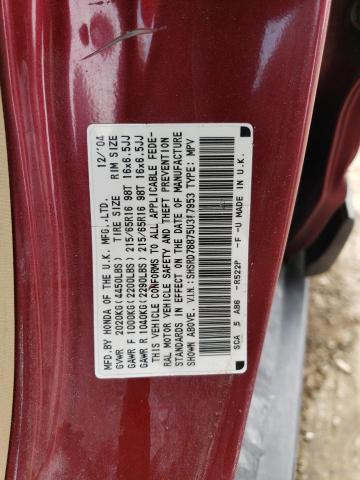 MFD.BY HONDA OF THE U.K. MFG.,LTD. 12/'04
GVWR 2020KG(4450LBS) TIRE SIZE RIM SIZE
GAWR F 1000KG(2200LBS) 215/65R16 98T 16x6.5JJ
GAWR R 1040KG(2290LBS) 215/65R16 98T 16x6.5JJ
THIS VEHICLE CONFORMS TO ALL APPLICABLE FEDE-
RAL MOTOR VEHICLE SAFETY AND THEFT PREVENTION
STANDARDS IN EFFECT ON THE DATE OF MANUFACTURE
SHOWN ABOVE. V.I.N:SHSRD78875U317953 TYPE: MPV
SCA 5 AB6 -R522P -F -U MADE IN U.K.